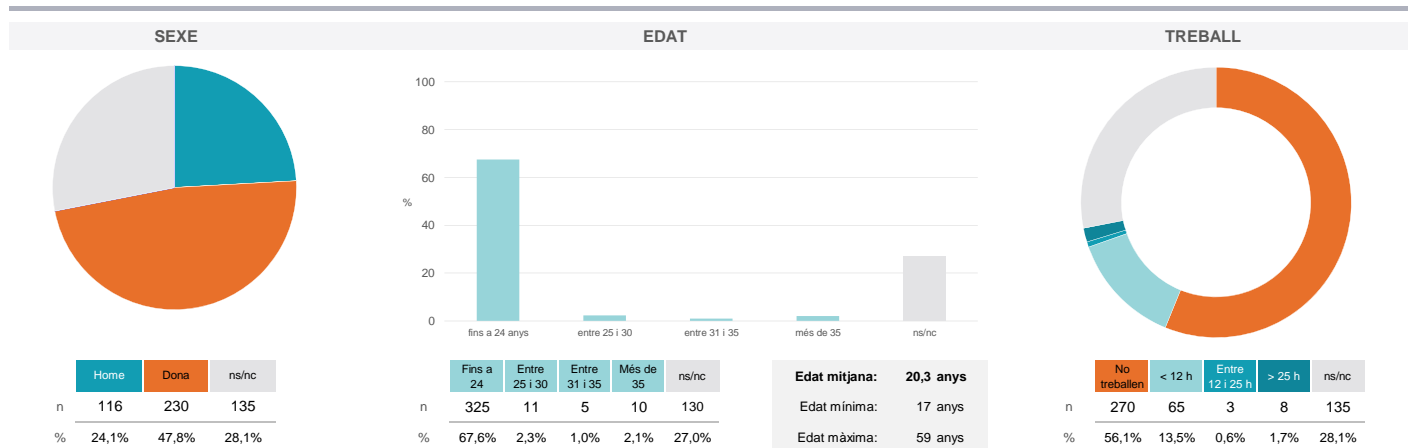 SEXE EDAT TREBALL
100
80
60
%
40
20
0
fins a 24 anys entre 25 i 30 entre 31 i 35 més de 35 ns/nc
Home Dona ns/nc
n 116 230 135
% 24,1% 47,8% 28,1%
Fins a 24 Entre 25 i 30 Entre 31 i 35 Més de 35 ns/nc
n 325 11 5 10 130
% 67,6% 2,3% 1,0% 2,1% 27,0%
Edat mitjana: 20,3 anys
Edat mínima: 17 anys
Edat màxima: 59 anys
No treballen < 12 h Entre 12 i 25 h > 25 h ns/nc
n 270 65 3 8 135
% 56,1% 13,5% 0,6% 1,7% 28,1%